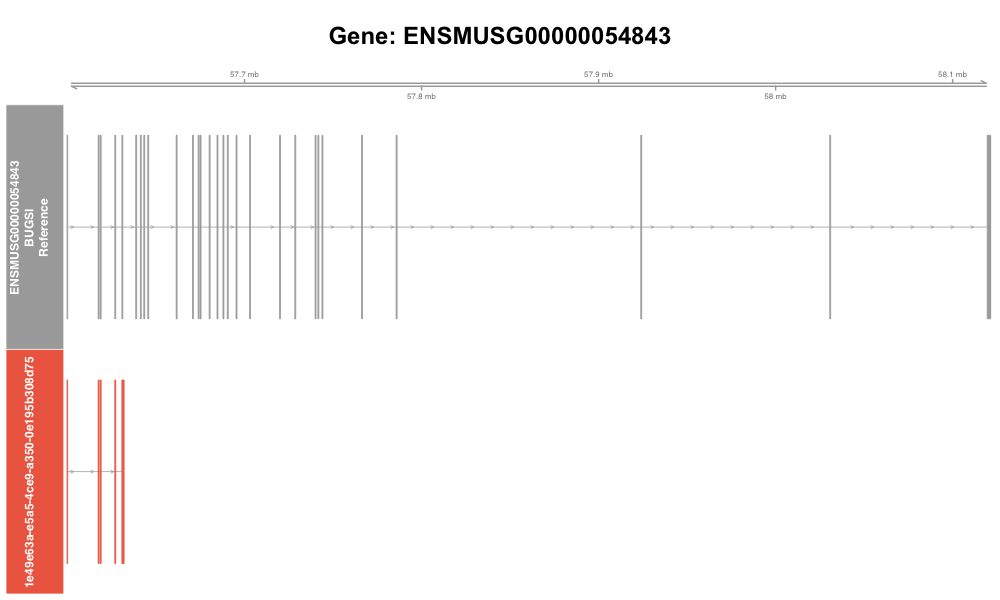 Gene: ENSMUSG00000054843
57.7 mb
57.9 mb
58.1 mb
57.8 mb
58 mb
ENSMUSG00000054843
BUGSI
Reference
1e49e63a-e5a5-4ce9-a350-0e195b308d75